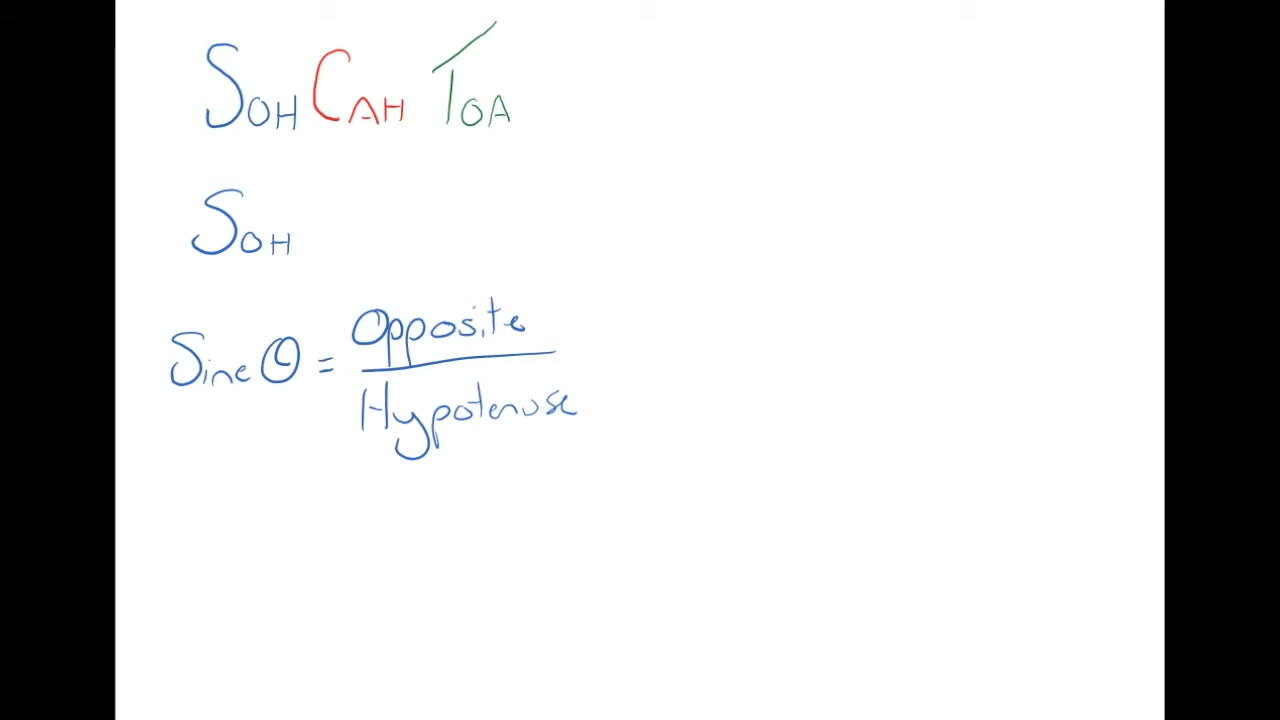 SOH CAH TOA
SOH
Sine Θ = Opposite
Hypotenuse